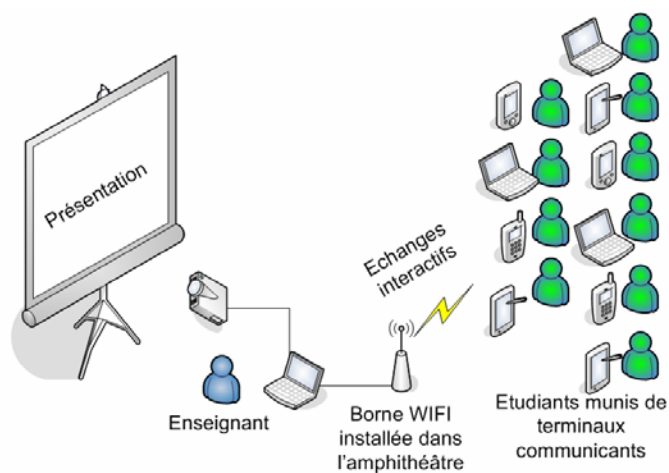 Présentation
Echanges
interactifs
Enseignant
Borne WIFI
installée dans
l'amphithéâtre
Etudiants munis de
terminaux
communicants